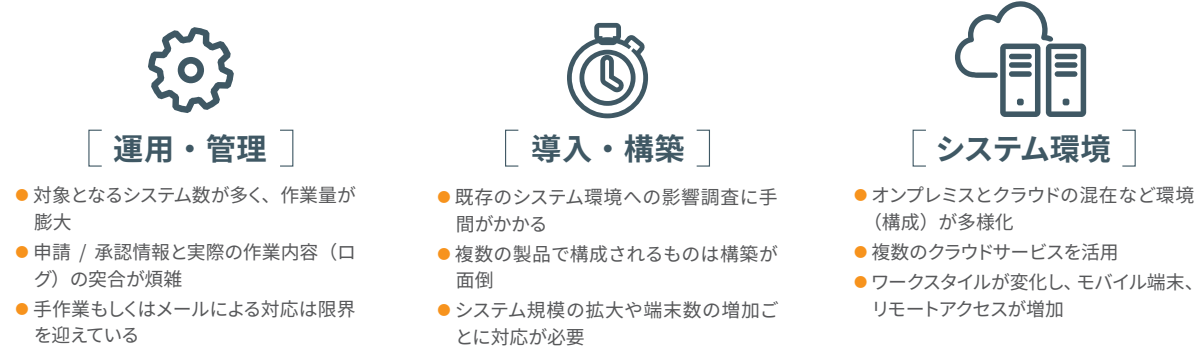 運用・管理
対象となるシステム数が多く、作業量が
膨大
申請 / 承認情報と実際の作業内容（ロ
グ）の突合が煩雑
手作業もしくはメールによる対応は限界
を迎えている
導入・構築
既存のシステム環境への影響調査に手
間がかかる
複数の製品で構成されるものは構築が
面倒
システム規模の拡大や端末数の増加ご
とに対応が必要
システム環境
オンプレミスとクラウドの混在など環境
（構成）が多様化
複数のクラウドサービスを活用
ワークスタイルが変化し、モバイル端末、
リモートアクセスが増加